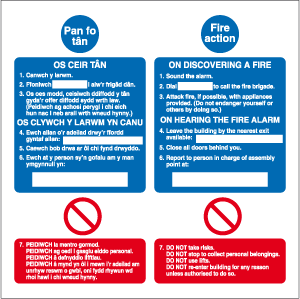 Pan fo
tân
OS CEIR TÂN
1. Canwch y larwm.
2. Ffoniwch i alw'r frigâd dân.
3. Os oes modd, ceisiwch ddiffodd y tân
gyda'r offer diffodd sydd wrth law.
(Peidiwch ag achosi perygl i chi eich
hun nac i neb arall wrth wneud hynny.)
OS CLYWCH Y LARWM YN CANU
4. Ewch allan o'r adeilad drwy'r ffordd
gyntaf allan:
5. Caewch bob drws ar ôl ichi fynd drwyddo.
6. Ewch at y person sy'n gofalu am y man
ymgynnull yn:
7. PEIDIWCH â mentro gormod.
PEIDIWCH ag oedi i gasglu eiddo personol.
PEIDIWCH â defnyddio lifftiau.
PEIDIWCH â mynd yn ôl i mewn i'r adeilad am
unrhyw reswm o gwbl, oni fydd rhywun wd
rhoi hawl i chi wneud hynny.
Fire
action
ON DISCOVERING A FIRE
1. Sound the alarm.
2. Dial to call the fire brigade.
3. Attack fire, if possible, with appliances
provided. (Do not endanger yourself or
others by doing so.)
ON HEARING THE FIRE ALARM
4. Leave the building by the nearest exit
available:
5. Close all doors behind you.
6. Report to person in charge of assembly
point at:
7. DO NOT take risks.
DO NOT stop to collect personal belongings.
DO NOT use lifts.
DO NOT re-enter building for any reason
unless authorised to do so.